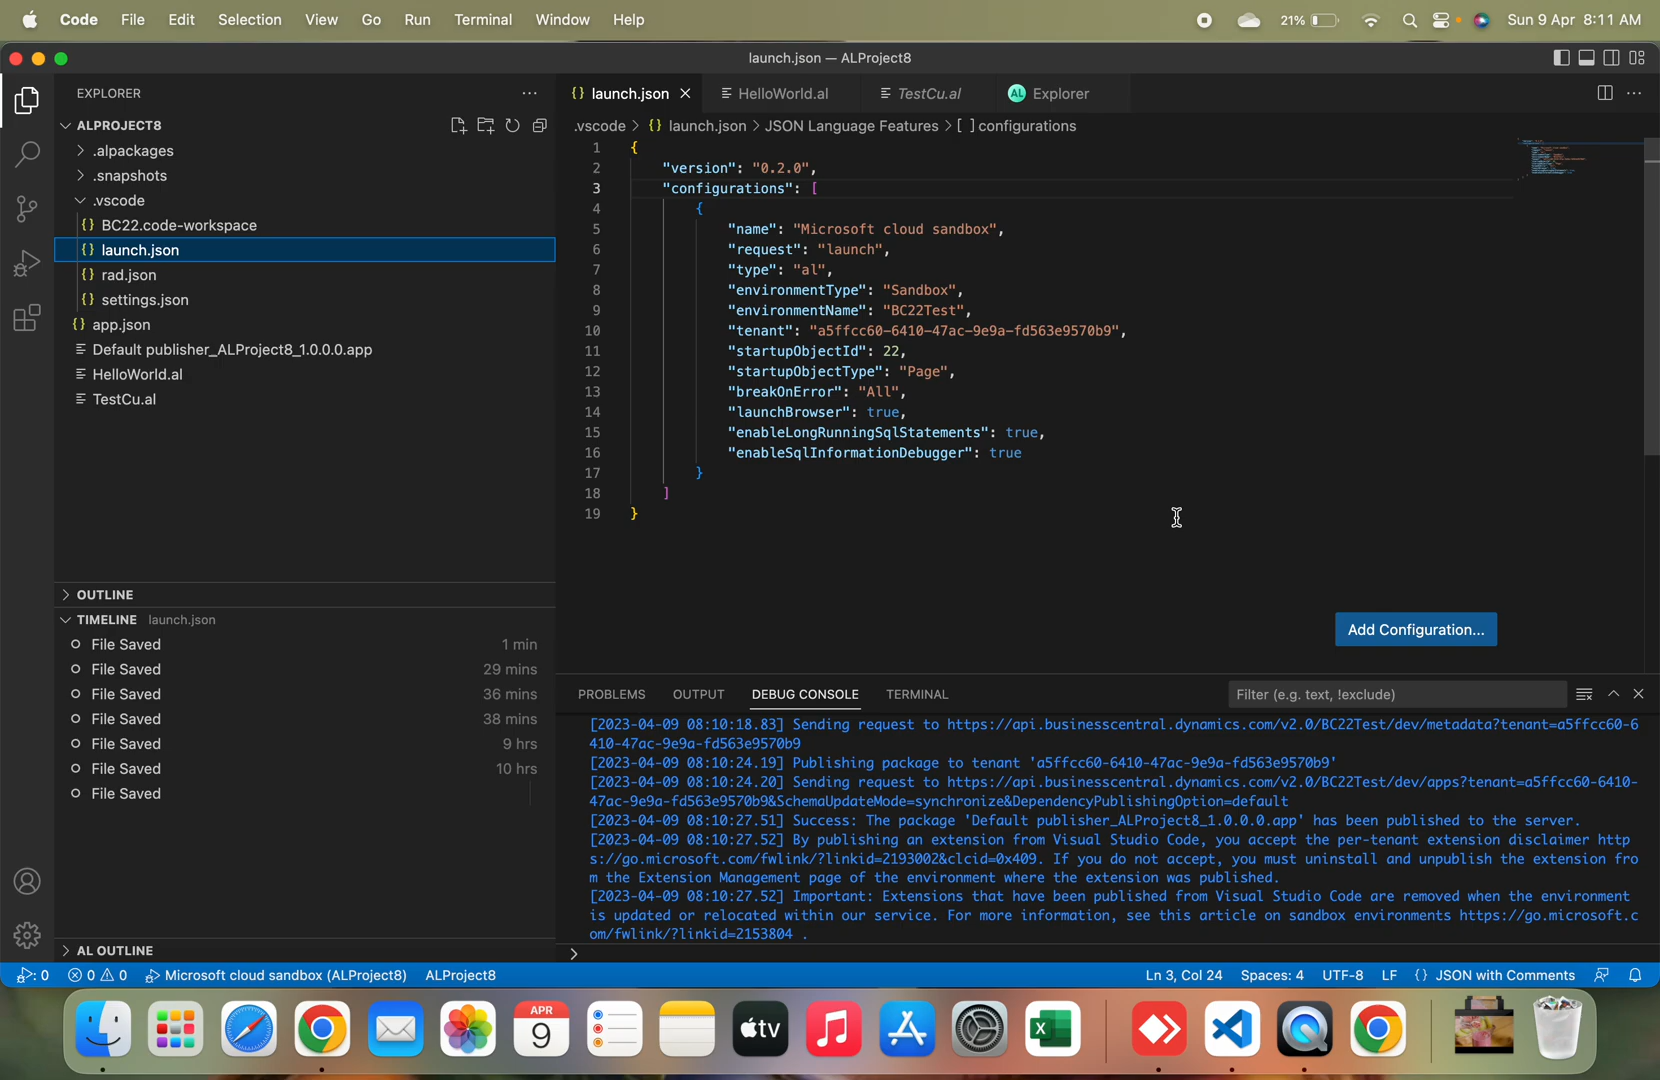 Code File Edit Selection View Go Run Terminal Window Help 21% Sun 9 Apr 8:11 AM
launch.json — ALProject8
EXPLORER
ALPROJECT8
.alpackages
.snapshots
.vscode
{} BC22.code-workspace
{} launch.json
{} rad.json
{} settings.json
{} app.json
Default publisher_ALProject8_1.0.0.0.app
HelloWorld.al
TestCu.al
OUTLINE
TIMELINE launch.json
File Saved 1 min
File Saved 29 mins
File Saved 36 mins
File Saved 38 mins
File Saved 9 hrs
File Saved 10 hrs
File Saved
AL OUTLINE
{} launch.json HelloWorld.al TestCu.al AL Explorer
.vscode > {} launch.json > JSON Language Features > [ ] configurations
1 {
2 "version": "0.2.0",
3 "configurations": [
4 {
5 "name": "Microsoft cloud sandbox",
6 "request": "launch",
7 "type": "al",
8 "environmentType": "Sandbox",
9 "environmentName": "BC22Test",
10 "tenant": "a5ffcc60-6410-47ac-9e9a-fd563e9570b9",
11 "startupObjectId": 22,
12 "startupObjectType": "Page",
13 "breakOnError": "All",
14 "launchBrowser": true,
15 "enableLongRunningSqlStatements": true,
16 "enableSqlInformationDebugger": true
17 }
18 ]
19 }
Add Configuration...
PROBLEMS OUTPUT DEBUG CONSOLE TERMINAL Filter (e.g. text, !exclude)
[2023-04-09 08:10:18.83] Sending request to https://api.businesscentral.dynamics.com/v2.0/BC22Test/dev/metadata?tenant=a5ffcc60-6
410-47ac-9e9a-fd563e9570b9
[2023-04-09 08:10:24.19] Publishing package to tenant 'a5ffcc60-6410-47ac-9e9a-fd563e9570b9'
[2023-04-09 08:10:24.20] Sending request to https://api.businesscentral.dynamics.com/v2.0/BC22Test/dev/apps?tenant=a5ffcc60-6410-
47ac-9e9a-fd563e9570b9&SchemaUpdateMode=synchronize&DependencyPublishingOption=default
[2023-04-09 08:10:27.51] Success: The package 'Default publisher_ALProject8_1.0.0.0.app' has been published to the server.
[2023-04-09 08:10:27.52] By publishing an extension from Visual Studio Code, you accept the per-tenant extension disclaimer http
s://go.microsoft.com/fwlink/?linkid=2193002&clcid=0x409. If you do not accept, you must uninstall and unpublish the extension fro
m the Extension Management page of the environment where the extension was published.
[2023-04-09 08:10:27.52] Important: Extensions that have been published from Visual Studio Code are removed when the environment
is updated or relocated within our service. For more information, see this article on sandbox environments https://go.microsoft.c
om/fwlink/?linkid=2153804 .
: 0 0 0 Microsoft cloud sandbox (ALProject8) ALProject8 Ln 3, Col 24 Spaces: 4 UTF-8 LF {} JSON with Comments
APR
9
tv
X